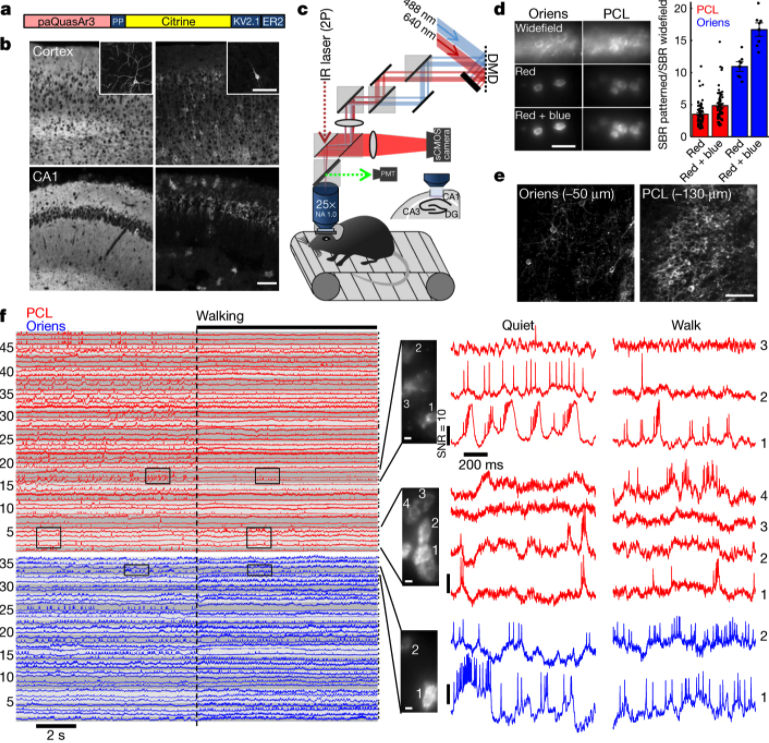 a
paQuasAr3 PP Citrine KV2.1 ER2
b
Cortex
CA1
c
IR laser (2P)
488 nm
640 nm
DMD
sCMOS
camera
PMT
25×
NA 1.0
CA1
CA3
DG
d
Oriens PCL
Widefield
Red
Red + blue
SBR patterned/SBR widefield
20
15
10
5
0
PCL
Oriens
Red
Red + blue
Red
Red + blue
e
Oriens (–50 μm) PCL (–130 μm)
f
PCL
Oriens
Walking
45
40
35
30
25
20
15
10
5
35
30
25
20
15
10
5
2 s
2
3
1
3
4
2
1
2
1
Quiet Walk
SNR = 10
200 ms
3
2
1
4
3
2
1
2
1